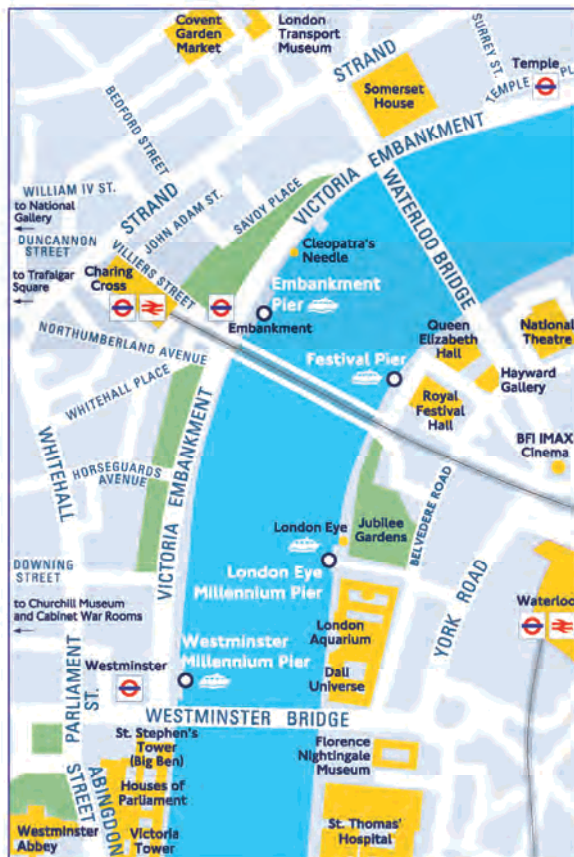 Covent
Garden
Market
London
Transport
Museum
STRAND
SURREY ST.
Temple
TEMPLE PL
Somerset
House
BEDFORD STREET
VICTORIA EMBANKMENT
WILLIAM IV ST.
to National
Gallery
STRAND
JOHN ADAM ST.
SAVOY PLACE
WATERLOO BRIDGE
DUNCANNON
STREET
to Trafalgar
Square
Charing
Cross
VILLIERS STREET
Cleopatra's
Needle
Embankment
Pier
Embankment
NORTHUMBERLAND AVENUE
Queen
Elizabeth
Hall
National
Theatre
Festival Pier
WHITEHALL PLACE
Hayward
Gallery
Royal
Festival
Hall
WHITEHALL
VICTORIA EMBANKMENT
BFI IMAX
Cinema
HORSEGUARDS
AVENUE
BELVEDERE ROAD
London Eye
Jubilee
Gardens
DOWNING
STREET
London Eye
Millennium Pier
YORK ROAD
Waterloo
to Churchill Museum
and Cabinet War Rooms
London
Aquarium
Westminster
Millennium Pier
Westminster
Dalí
Universe
PARLIAMENT
ST.
WESTMINSTER BRIDGE
St. Stephen's
Tower
(Big Ben)
Florence
Nightingale
Museum
ABINGDON
STREET
Houses of
Parliament
Westminster
Abbey
Victoria
Tower
St. Thomas'
Hospital